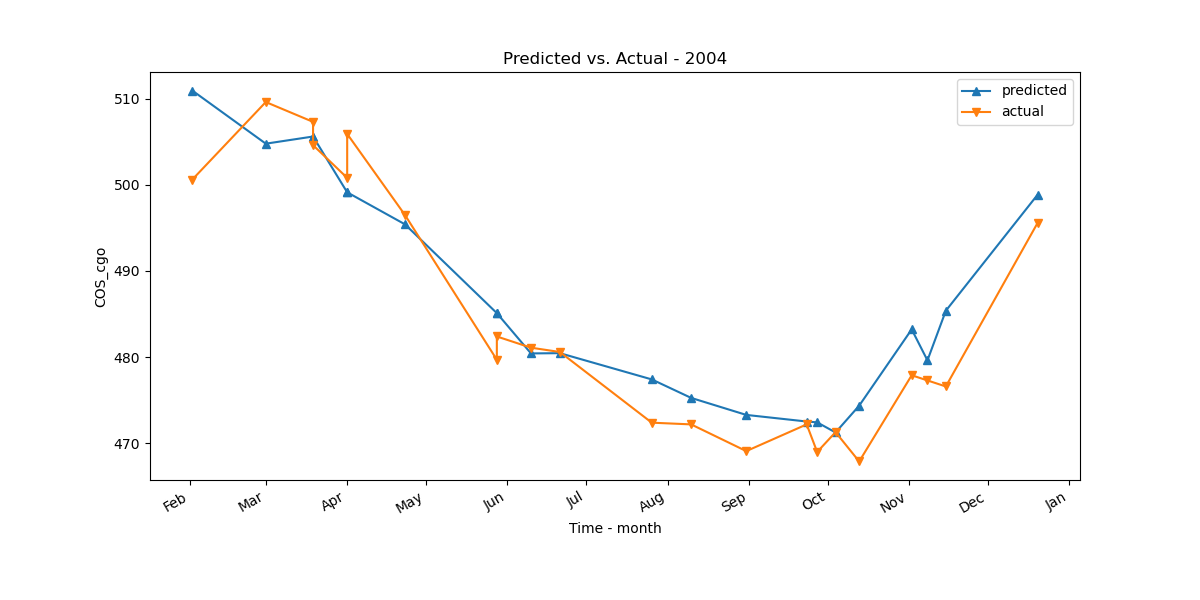 Predicted vs. Actual - 2004
predicted
actual
510
500
490
480
470
COS_cgo
Feb
Mar
Apr
May
Jun
Jul
Aug
Sep
Oct
Nov
Dec
Jan
Time - month